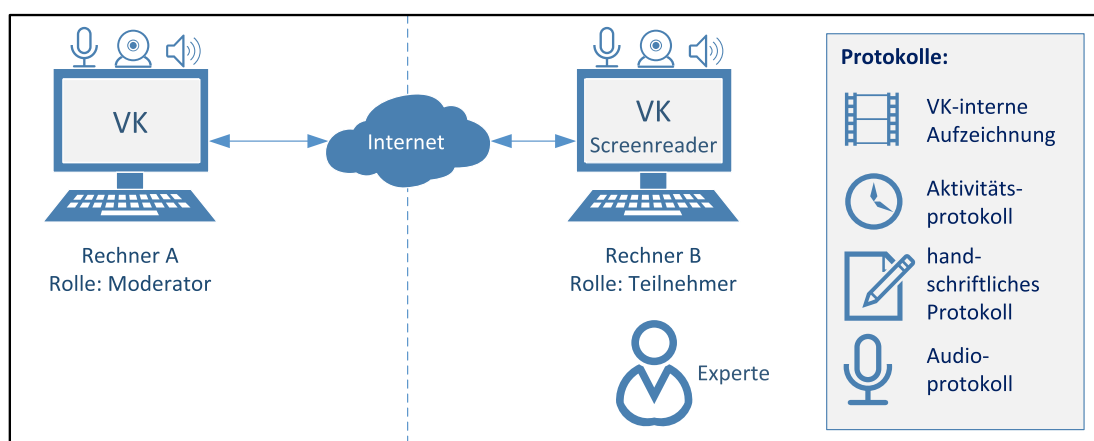 VK
Rechner A
Rolle: Moderator
Internet
VK
Screenreader
Rechner B
Rolle: Teilnehmer
Experte
Protokolle:
VK-interne
Aufzeichnung
Aktivitäts-
protokoll
hand-
schriftliches
Protokoll
Audio-
protokoll